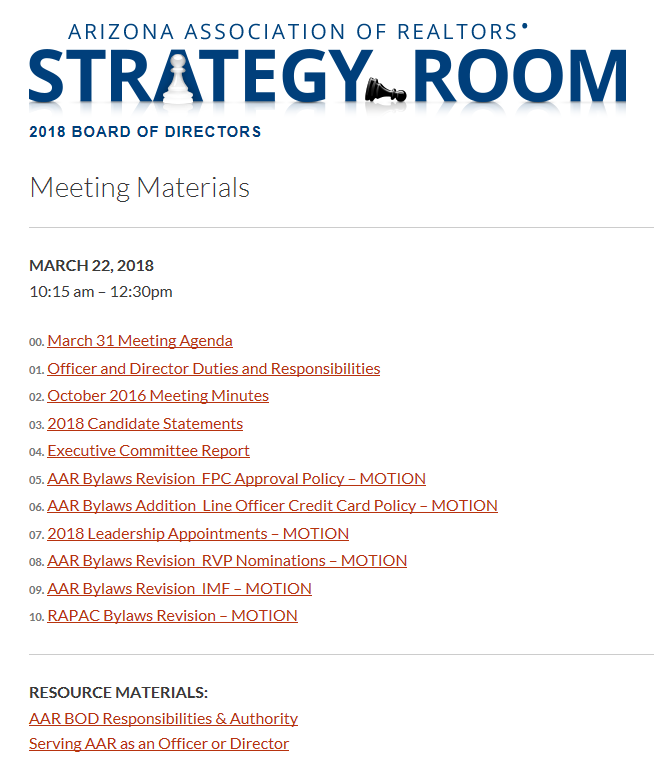 ARIZONA ASSOCIATION OF REALTORS
STRATEGY ROOM
2018 BOARD OF DIRECTORS
Meeting Materials
MARCH 22, 2018
10:15 am – 12:30pm
00. March 31 Meeting Agenda
01. Officer and Director Duties and Responsibilities
02. October 2016 Meeting Minutes
03. 2018 Candidate Statements
04. Executive Committee Report
05. AAR Bylaws Revision  FPC Approval Policy – MOTION
06. AAR Bylaws Addition  Line Officer Credit Card Policy – MOTION
07. 2018 Leadership Appointments – MOTION
08. AAR Bylaws Revision  RVP Nominations – MOTION
09. AAR Bylaws Revision  IMF – MOTION
10. RAPAC Bylaws Revision – MOTION
RESOURCE MATERIALS:
AAR BOD Responsibilities & Authority
Serving AAR as an Officer or Director